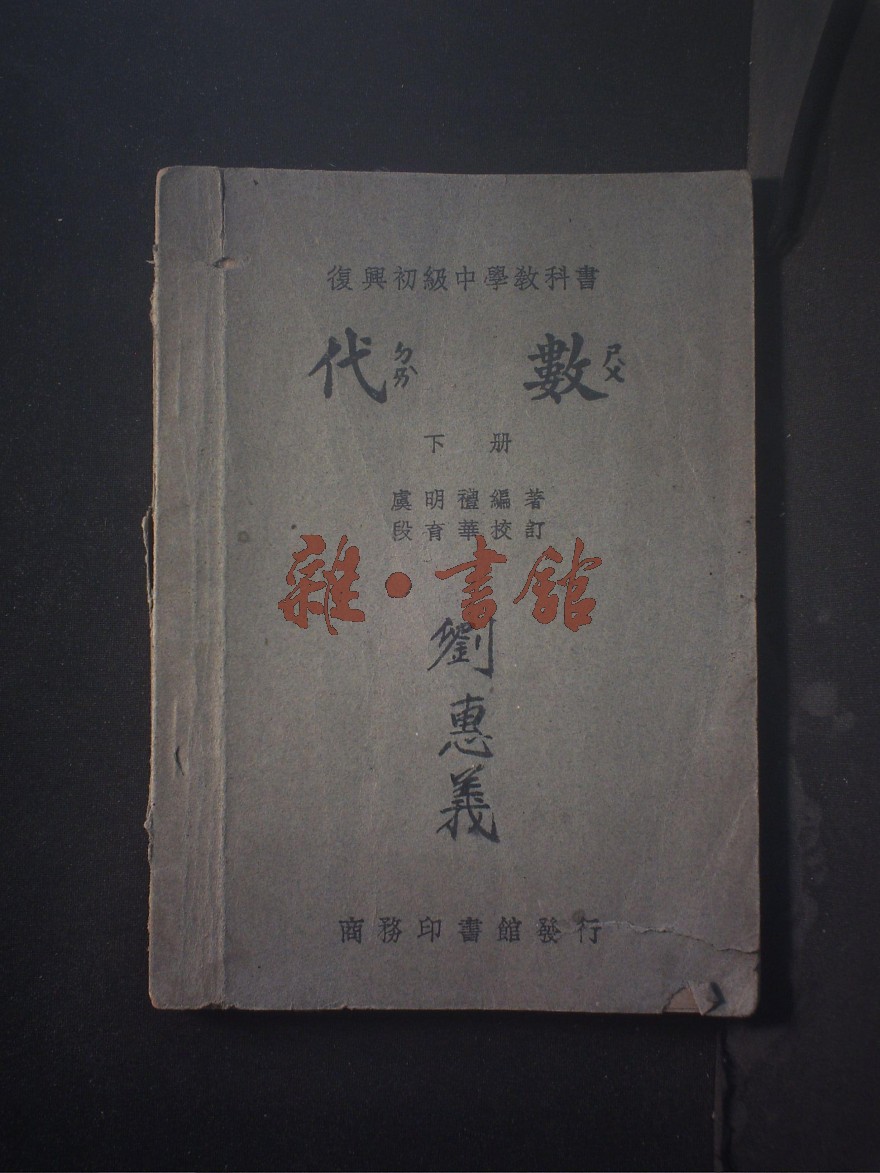 復興初級中學教科書
代ㄉㄞˋ 數ㄕㄨˋ
下 册
虞明禮編著
段育華校訂
雜·書館
劉惠義
商務印書館發行